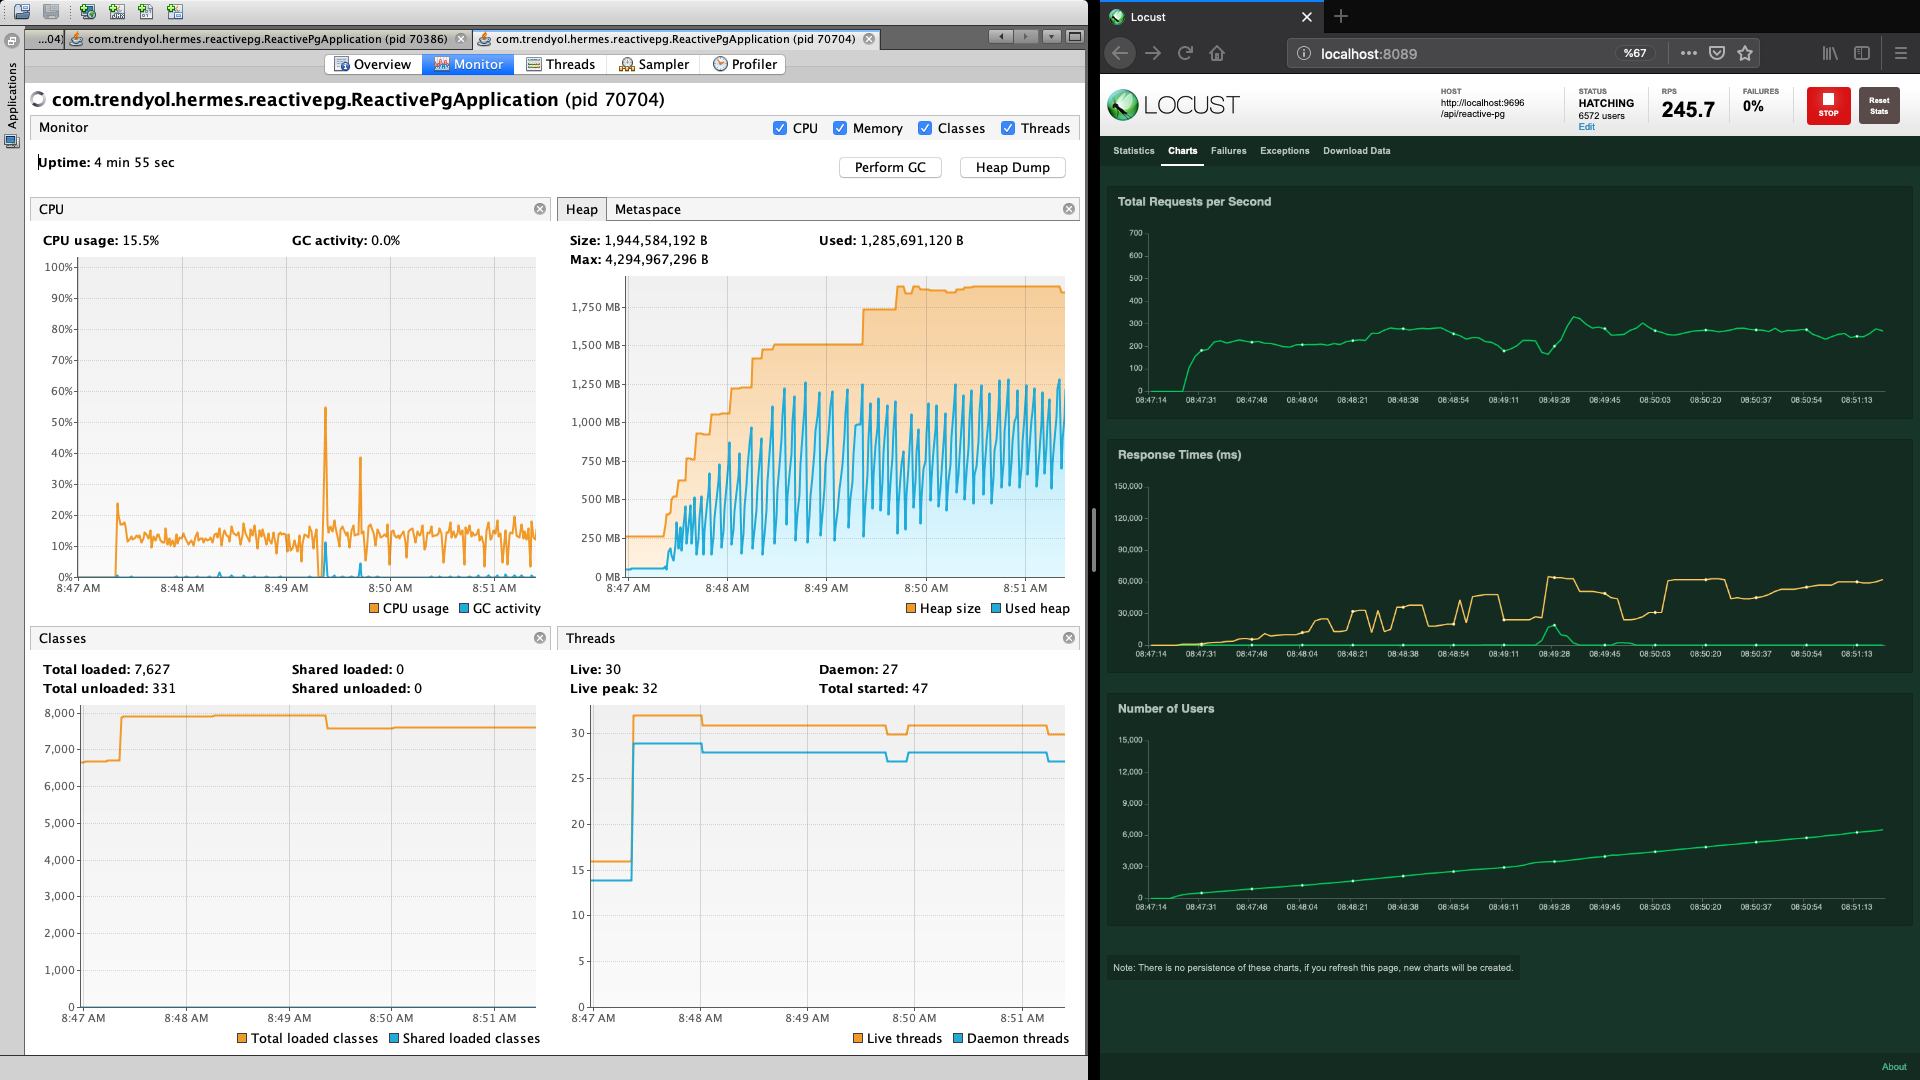 ...04)
com.trendyol.hermes.reactivepg.ReactivePgApplication (pid 70386)
com.trendyol.hermes.reactivepg.ReactivePgApplication (pid 70704)
Applications
Overview
Monitor
Threads
Sampler
Profiler
com.trendyol.hermes.reactivepg.ReactivePgApplication (pid 70704)
Monitor
CPU
Memory
Classes
Threads
Uptime: 4 min 55 sec
Perform GC
Heap Dump
CPU
CPU usage: 15.5%
GC activity: 0.0%
100%
90%
80%
70%
60%
50%
40%
30%
20%
10%
0%
8:47 AM
8:48 AM
8:49 AM
8:50 AM
8:51 AM
CPU usage
GC activity
Heap
Metaspace
Size: 1,944,584,192 B
Used: 1,285,691,120 B
Max: 4,294,967,296 B
1,750 MB
1,500 MB
1,250 MB
1,000 MB
750 MB
500 MB
250 MB
0 MB
8:47 AM
8:48 AM
8:49 AM
8:50 AM
8:51 AM
Heap size
Used heap
Classes
Total loaded: 7,627
Shared loaded: 0
Total unloaded: 331
Shared unloaded: 0
8,000
7,000
6,000
5,000
4,000
3,000
2,000
1,000
0
8:47 AM
8:48 AM
8:49 AM
8:50 AM
8:51 AM
Total loaded classes
Shared loaded classes
Threads
Live: 30
Daemon: 27
Live peak: 32
Total started: 47
30
25
20
15
10
5
0
8:47 AM
8:48 AM
8:49 AM
8:50 AM
8:51 AM
Live threads
Daemon threads
Locust
localhost:8089
%67
LOCUST
HOST
http://localhost:9696
/api/reactive-pg
STATUS
HATCHING
6572 users
Edit
RPS
245.7
FAILURES
0%
STOP
Reset
Stats
Statistics
Charts
Failures
Exceptions
Download Data
Total Requests per Second
700
600
500
400
300
200
100
0
08:47:14
08:47:31
08:47:48
08:48:04
08:48:21
08:48:38
08:48:54
08:49:11
08:49:28
08:49:45
08:50:03
08:50:20
08:50:37
08:50:54
08:51:13
Response Times (ms)
150,000
120,000
90,000
60,000
30,000
0
08:47:14
08:47:31
08:47:48
08:48:04
08:48:21
08:48:38
08:48:54
08:49:11
08:49:28
08:49:45
08:50:03
08:50:20
08:50:37
08:50:54
08:51:13
Number of Users
15,000
12,000
9,000
6,000
3,000
0
08:47:14
08:47:31
08:47:48
08:48:04
08:48:21
08:48:38
08:48:54
08:49:11
08:49:28
08:49:45
08:50:03
08:50:20
08:50:37
08:50:54
08:51:13
Note: There is no persistence of these charts, if you refresh this page, new charts will be created.
About